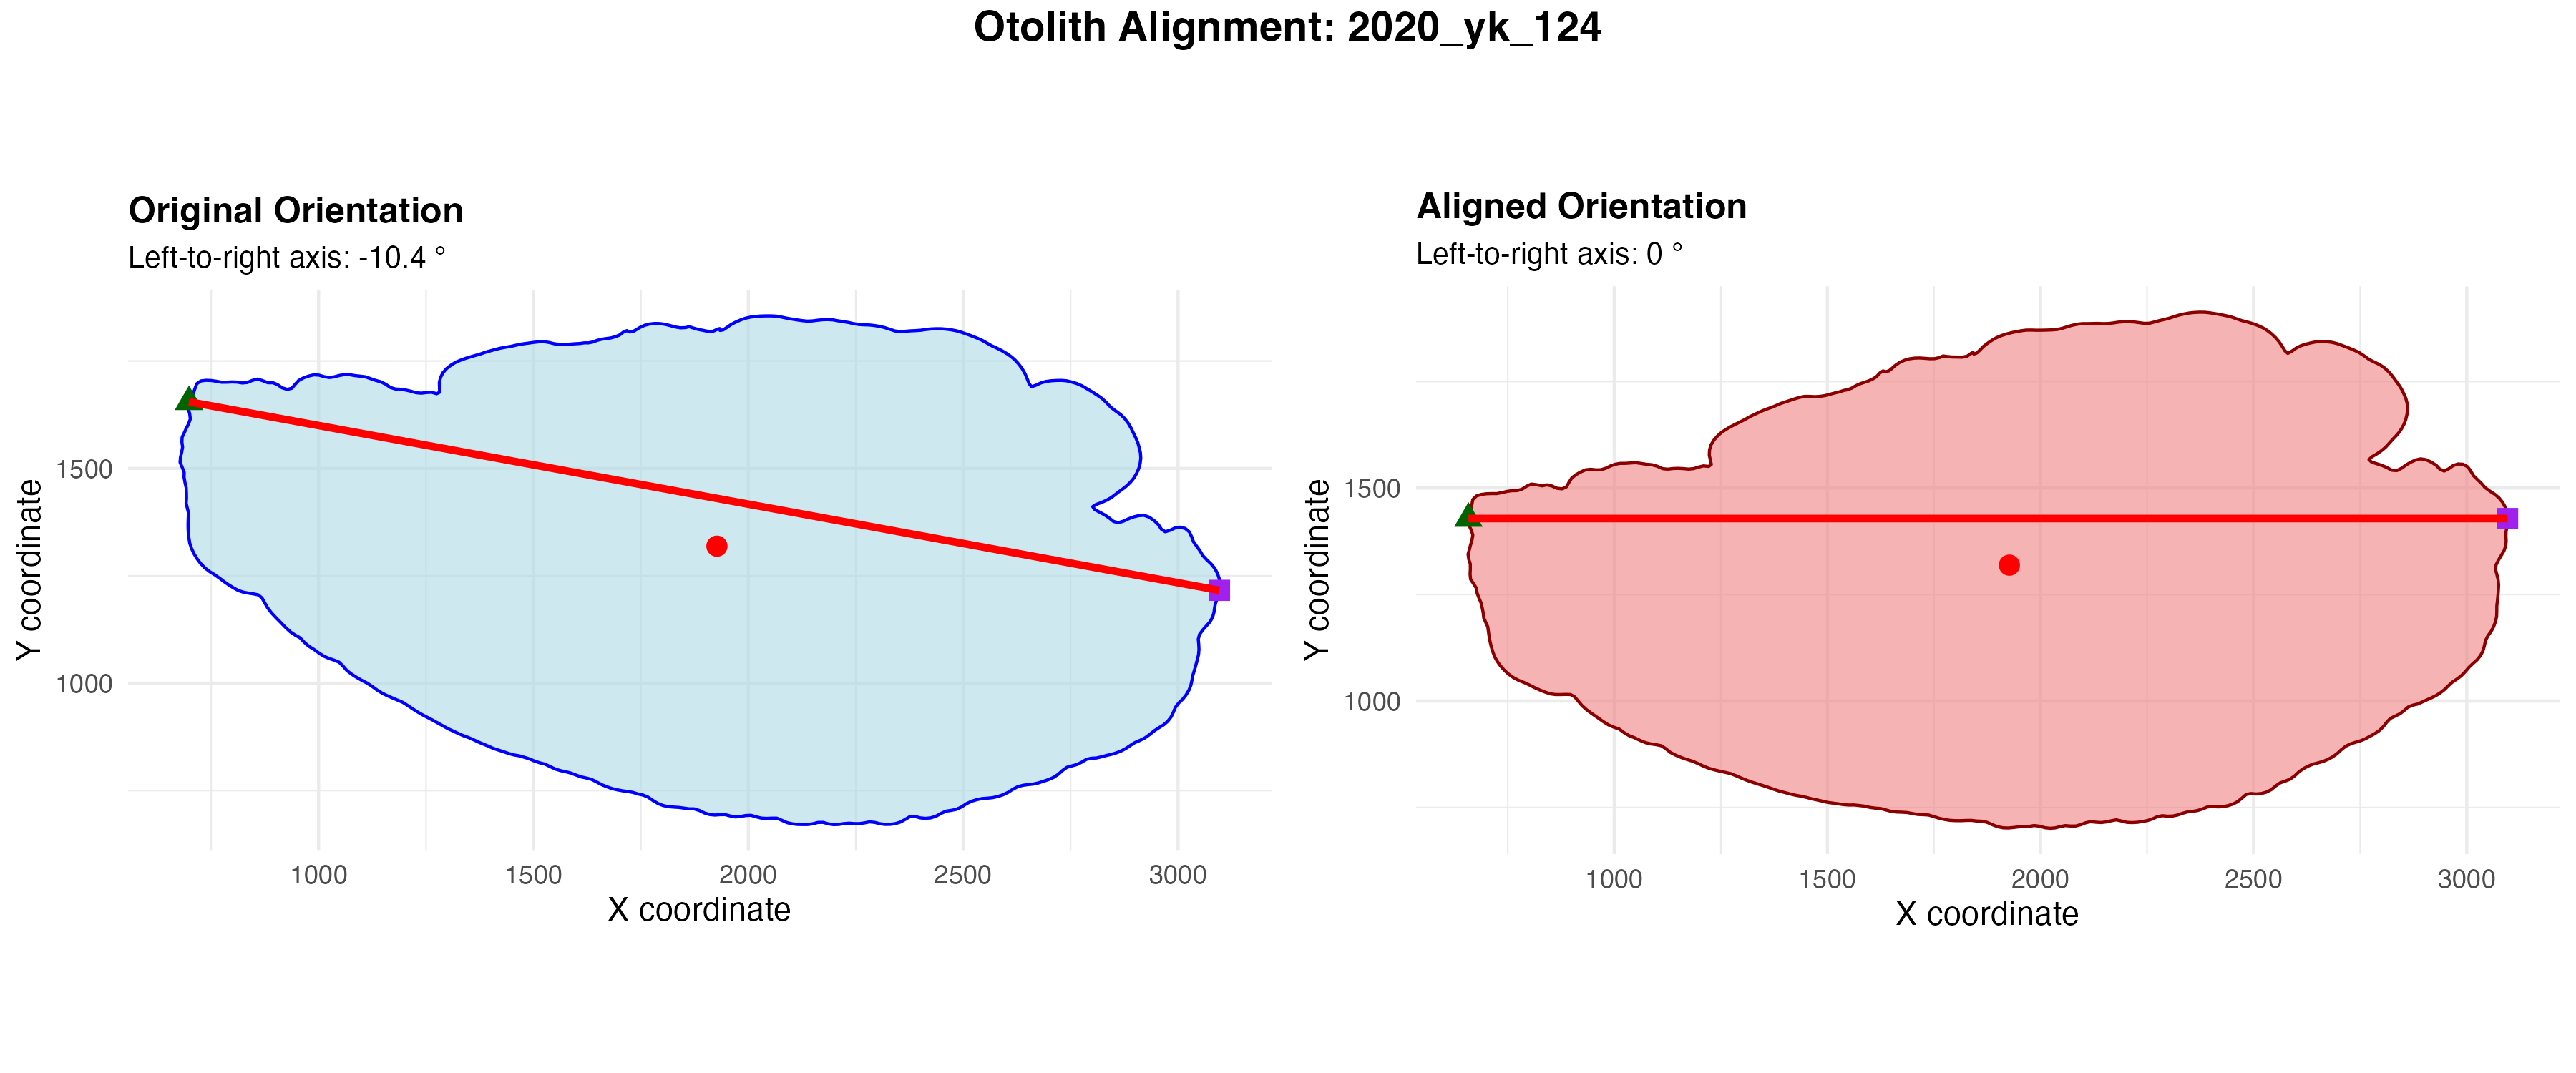 Otolith Alignment: 2020_yk_124
Original Orientation
Left-to-right axis: -10.4 °
Y coordinate
1500
1000
1000 1500 2000 2500 3000
X coordinate
Aligned Orientation
Left-to-right axis: 0 °
Y coordinate
1500
1000
1000 1500 2000 2500 3000
X coordinate